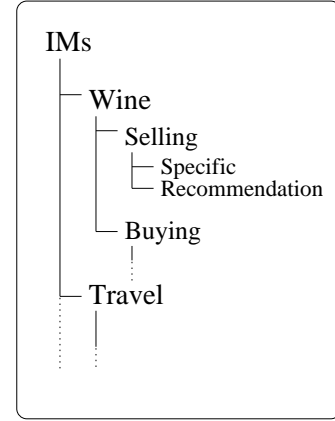 IMs
Wine
Selling
Specific
Recommendation
Buying
Travel